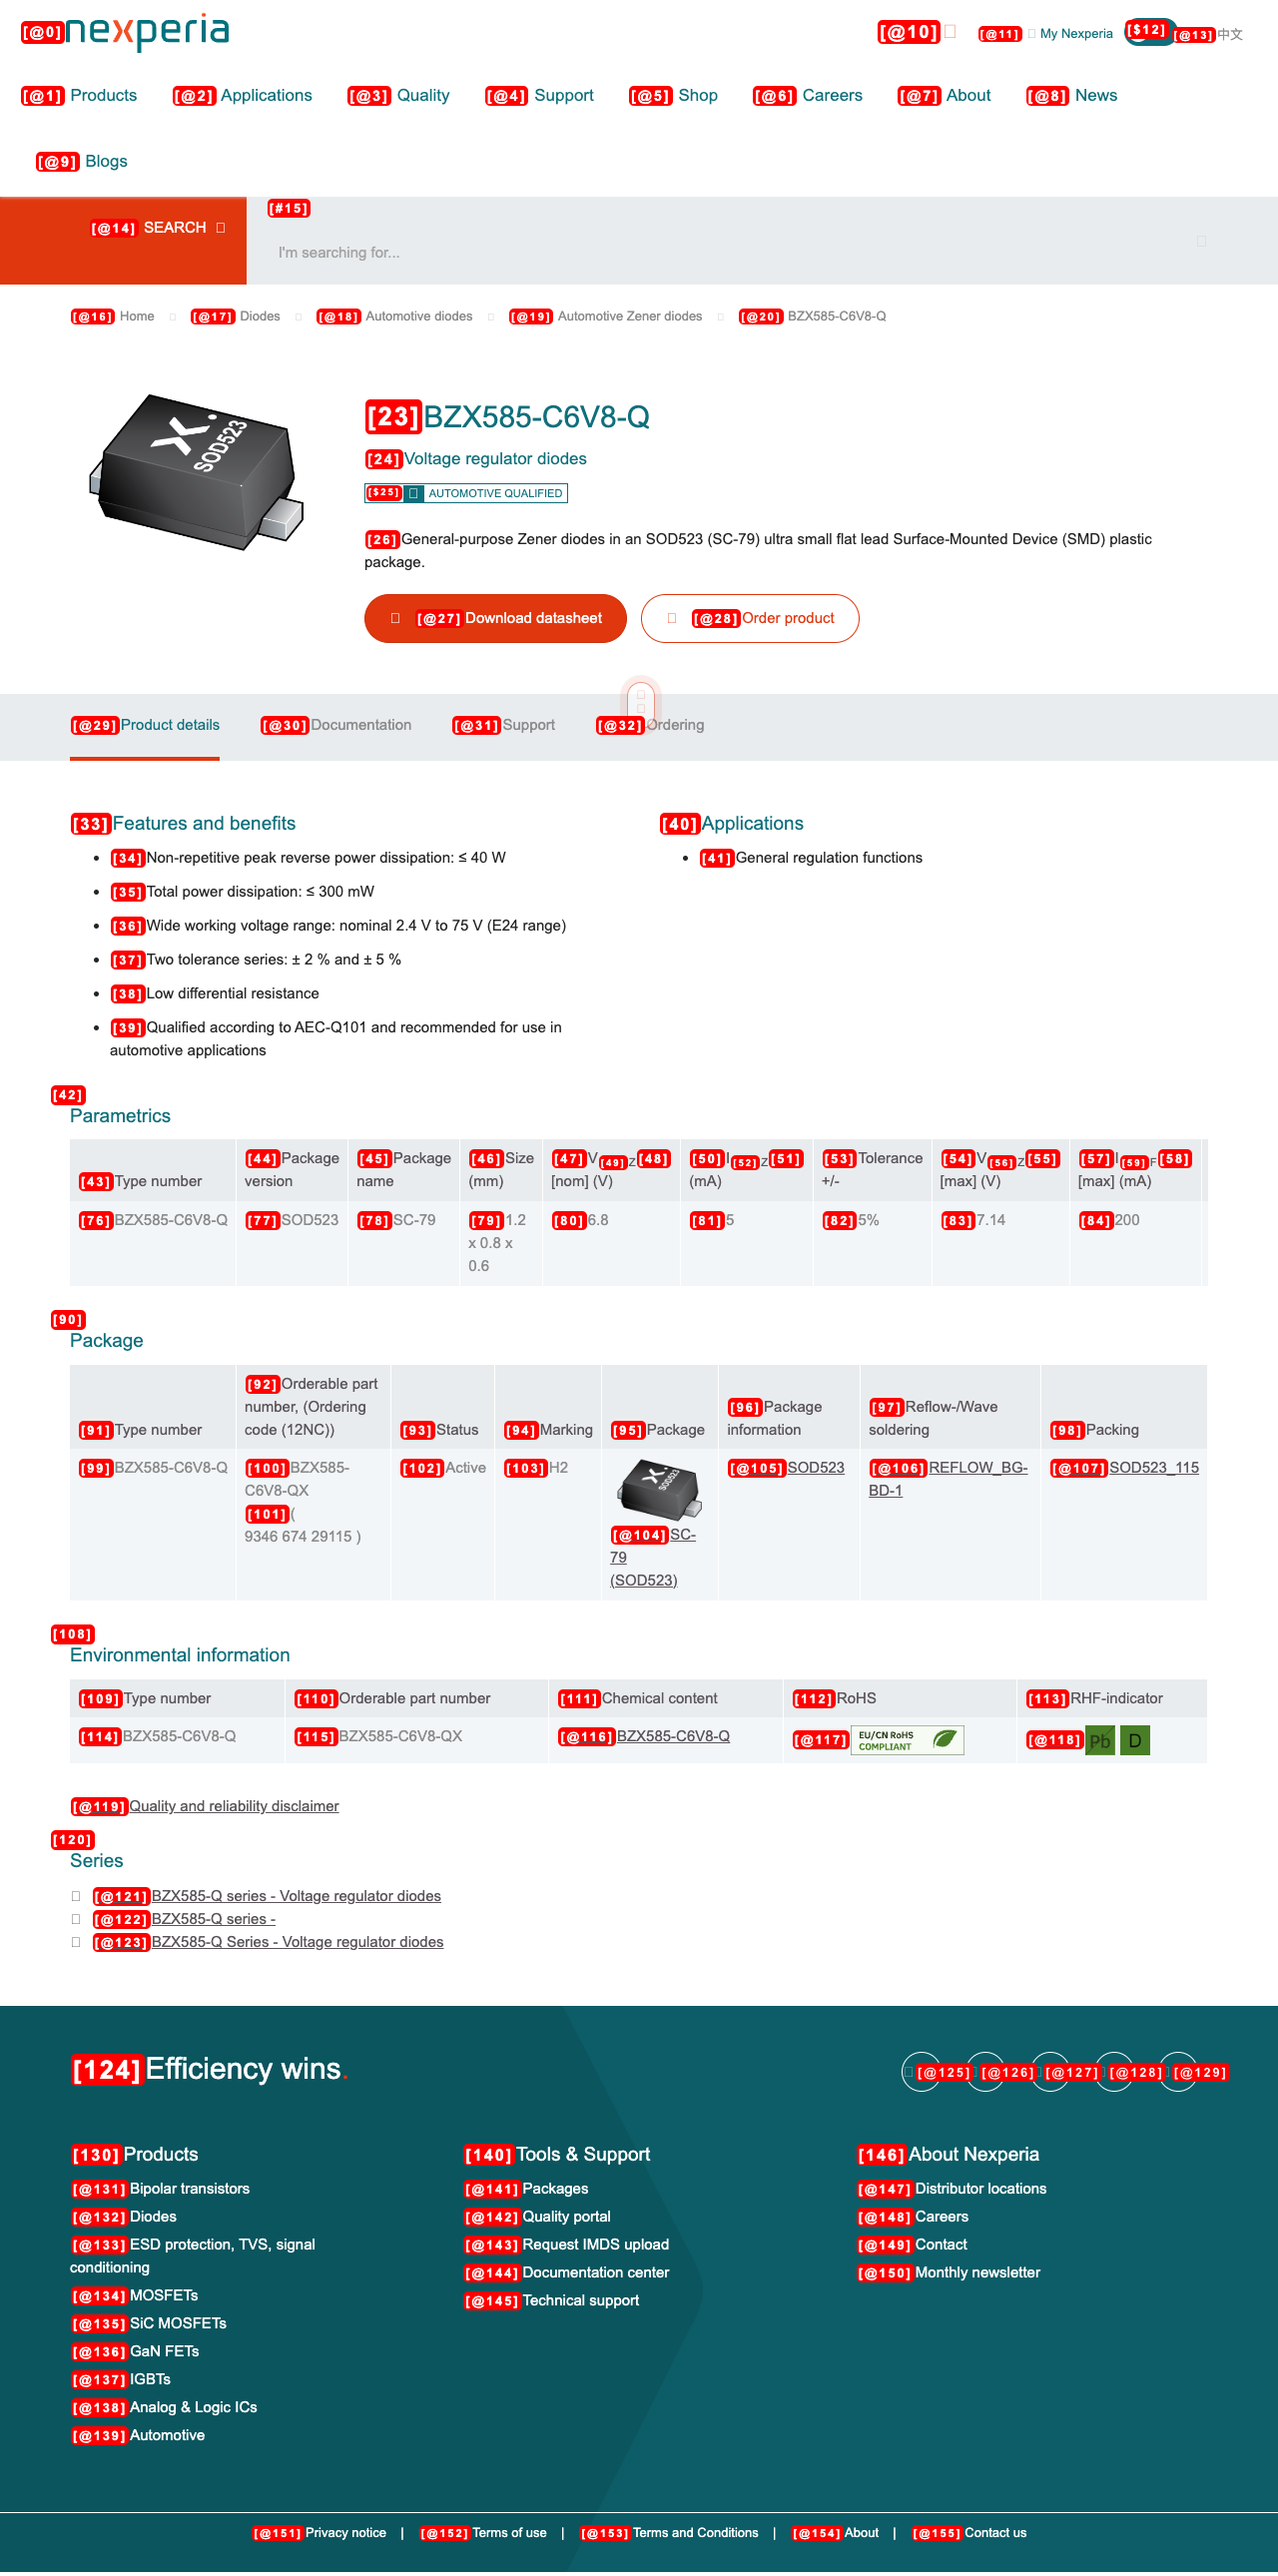 [@0] nexperia
[@10] [@11] My Nexperia [$12] [@13] 中文
[@1] Products [@2] Applications [@3] Quality [@4] Support [@5] Shop [@6] Careers [@7] About [@8] News
[@9] Blogs
[@14] SEARCH
[#15]
I'm searching for...
[@16] Home [@17] Diodes [@18] Automotive diodes [@19] Automotive Zener diodes [@20] BZX585-C6V8-Q
SOD523
[23]BZX585-C6V8-Q
[24]Voltage regulator diodes
[$25] AUTOMOTIVE QUALIFIED
[26]General-purpose Zener diodes in an SOD523 (SC-79) ultra small flat lead Surface-Mounted Device (SMD) plastic
package.
[@27]Download datasheet [@28]Order product
[@29]Product details [@30]Documentation [@31]Support [@32]Ordering
[33]Features and benefits
[34]Non-repetitive peak reverse power dissipation: ≤ 40 W
[35]Total power dissipation: ≤ 300 mW
[36]Wide working voltage range: nominal 2.4 V to 75 V (E24 range)
[37]Two tolerance series: ± 2 % and ± 5 %
[38]Low differential resistance
[39]Qualified according to AEC-Q101 and recommended for use in
automotive applications
[40]Applications
[41]General regulation functions
[42]
Parametrics
[43]Type number [44]Package version [45]Package name [46]Size (mm) [47]V[49]Z[48] [nom] (V) [50]I[52]Z[51] (mA) [53]Tolerance +/- [54]V[56]Z[55] [max] (V) [57]I[59]F[58] [max] (mA)
[76]BZX585-C6V8-Q [77]SOD523 [78]SC-79 [79]1.2 x 0.8 x 0.6 [80]6.8 [81]5 [82]5% [83]7.14 [84]200
[90]
Package
[91]Type number [92]Orderable part number, (Ordering code (12NC)) [93]Status [94]Marking [95]Package [96]Package information [97]Reflow-/Wave soldering [98]Packing
[99]BZX585-C6V8-Q [100]BZX585-C6V8-QX [101]( 9346 674 29115 ) [102]Active [103]H2 SOD523 [@104]SC-79 (SOD523) [@105]SOD523 [@106]REFLOW_BG-BD-1 [@107]SOD523_115
[108]
Environmental information
[109]Type number [110]Orderable part number [111]Chemical content [112]RoHS [113]RHF-indicator
[114]BZX585-C6V8-Q [115]BZX585-C6V8-QX [@116]BZX585-C6V8-Q [@117] EU/CN RoHS COMPLIANT [@118] Pb D
[@119]Quality and reliability disclaimer
[120]
Series
[@121]BZX585-Q series - Voltage regulator diodes
[@122]BZX585-Q series -
[@123]BZX585-Q Series - Voltage regulator diodes
[124]Efficiency wins.
[@125] [@126] [@127] [@128] [@129]
[130]Products
[@131]Bipolar transistors
[@132]Diodes
[@133]ESD protection, TVS, signal
conditioning
[@134]MOSFETs
[@135]SiC MOSFETs
[@136]GaN FETs
[@137]IGBTs
[@138]Analog & Logic ICs
[@139]Automotive
[140]Tools & Support
[@141]Packages
[@142]Quality portal
[@143]Request IMDS upload
[@144]Documentation center
[@145]Technical support
[146]About Nexperia
[@147]Distributor locations
[@148]Careers
[@149]Contact
[@150]Monthly newsletter
[@151]Privacy notice | [@152]Terms of use | [@153]Terms and Conditions | [@154]About | [@155]Contact us